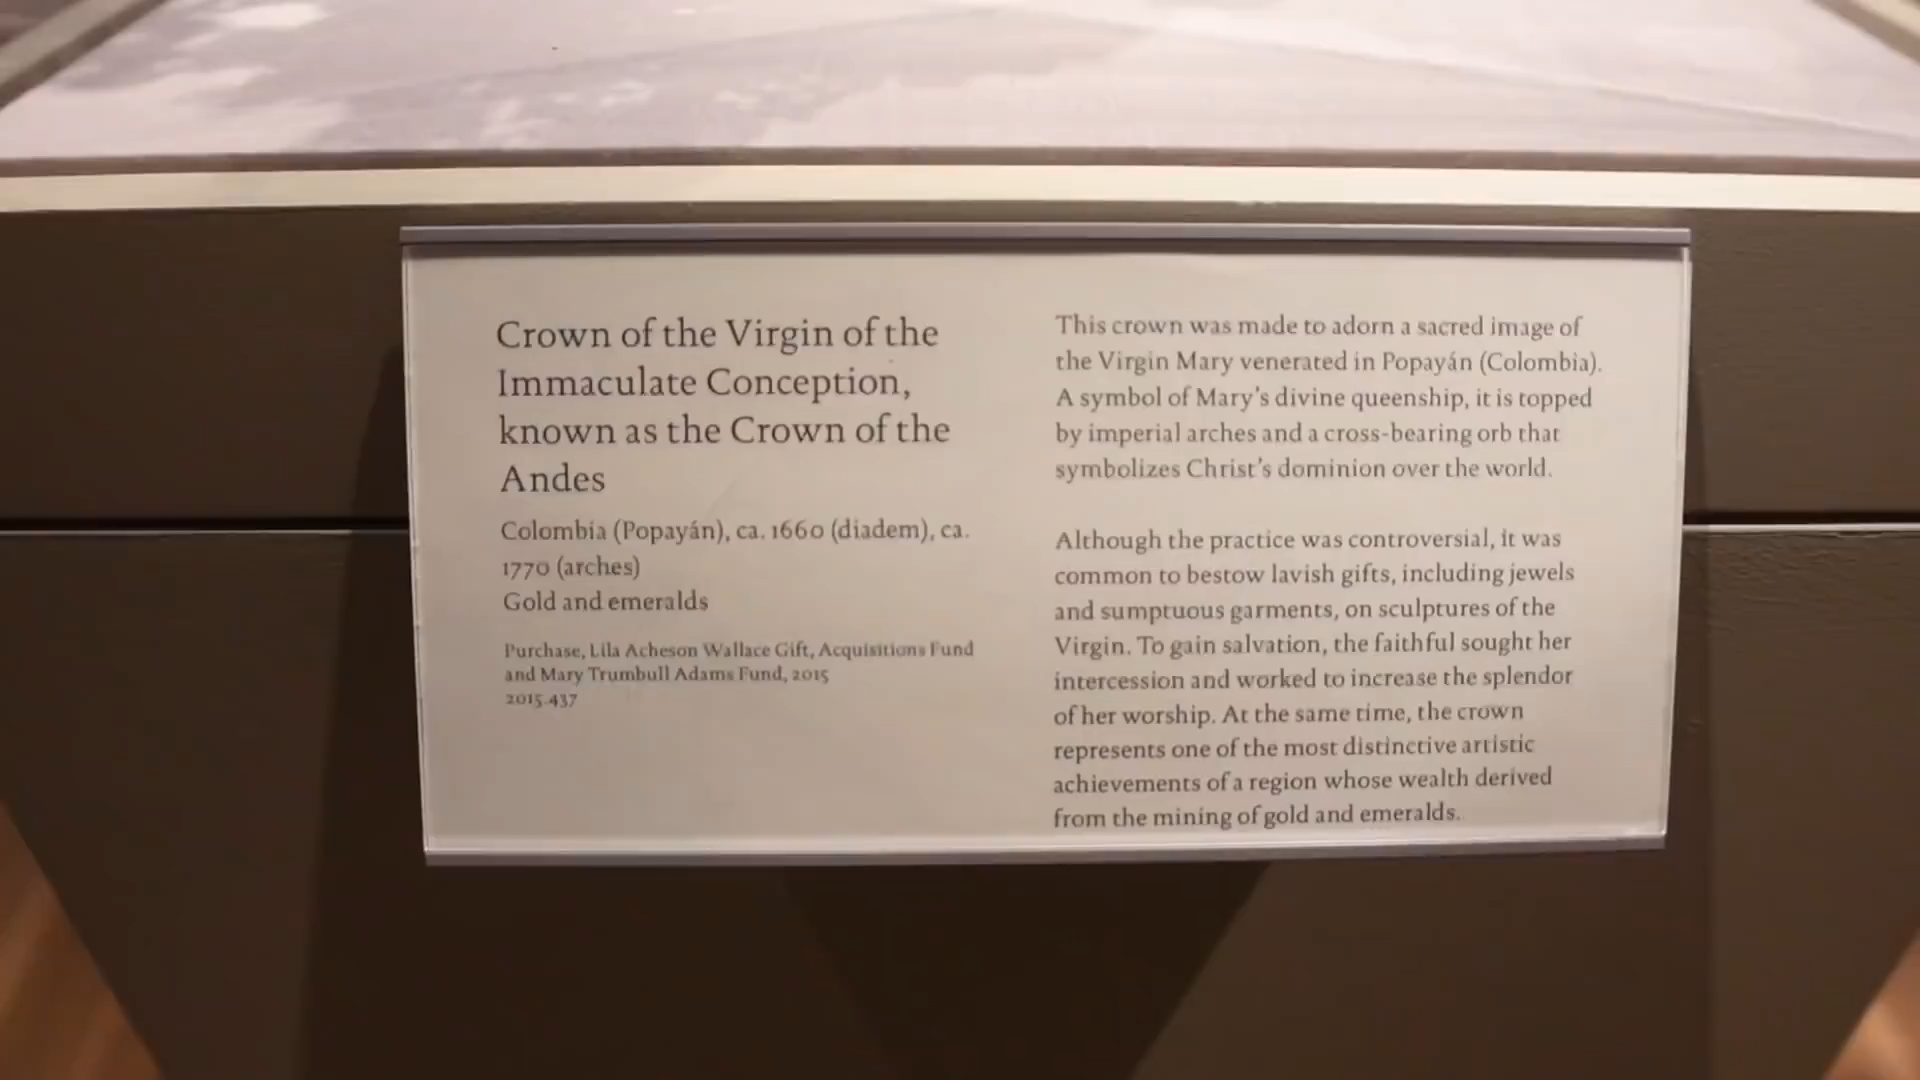 Crown of the Virgin of the
Immaculate Conception,
known as the Crown of the
Andes
Colombia (Popayán), ca. 1660 (diadem), ca.
1770 (arches)
Gold and emeralds
Purchase, Lila Acheson Wallace Gift, Acquisitions Fund
and Mary Trumbull Adams Fund, 2015
2015.437
This crown was made to adorn a sacred image of
the Virgin Mary venerated in Popayán (Colombia).
A symbol of Mary's divine queenship, it is topped
by imperial arches and a cross-bearing orb that
symbolizes Christ's dominion over the world.
Although the practice was controversial, it was
common to bestow lavish gifts, including jewels
and sumptuous garments, on sculptures of the
Virgin. To gain salvation, the faithful sought her
intercession and worked to increase the splendor
of her worship. At the same time, the crown
represents one of the most distinctive artistic
achievements of a region whose wealth derived
from the mining of gold and emeralds.